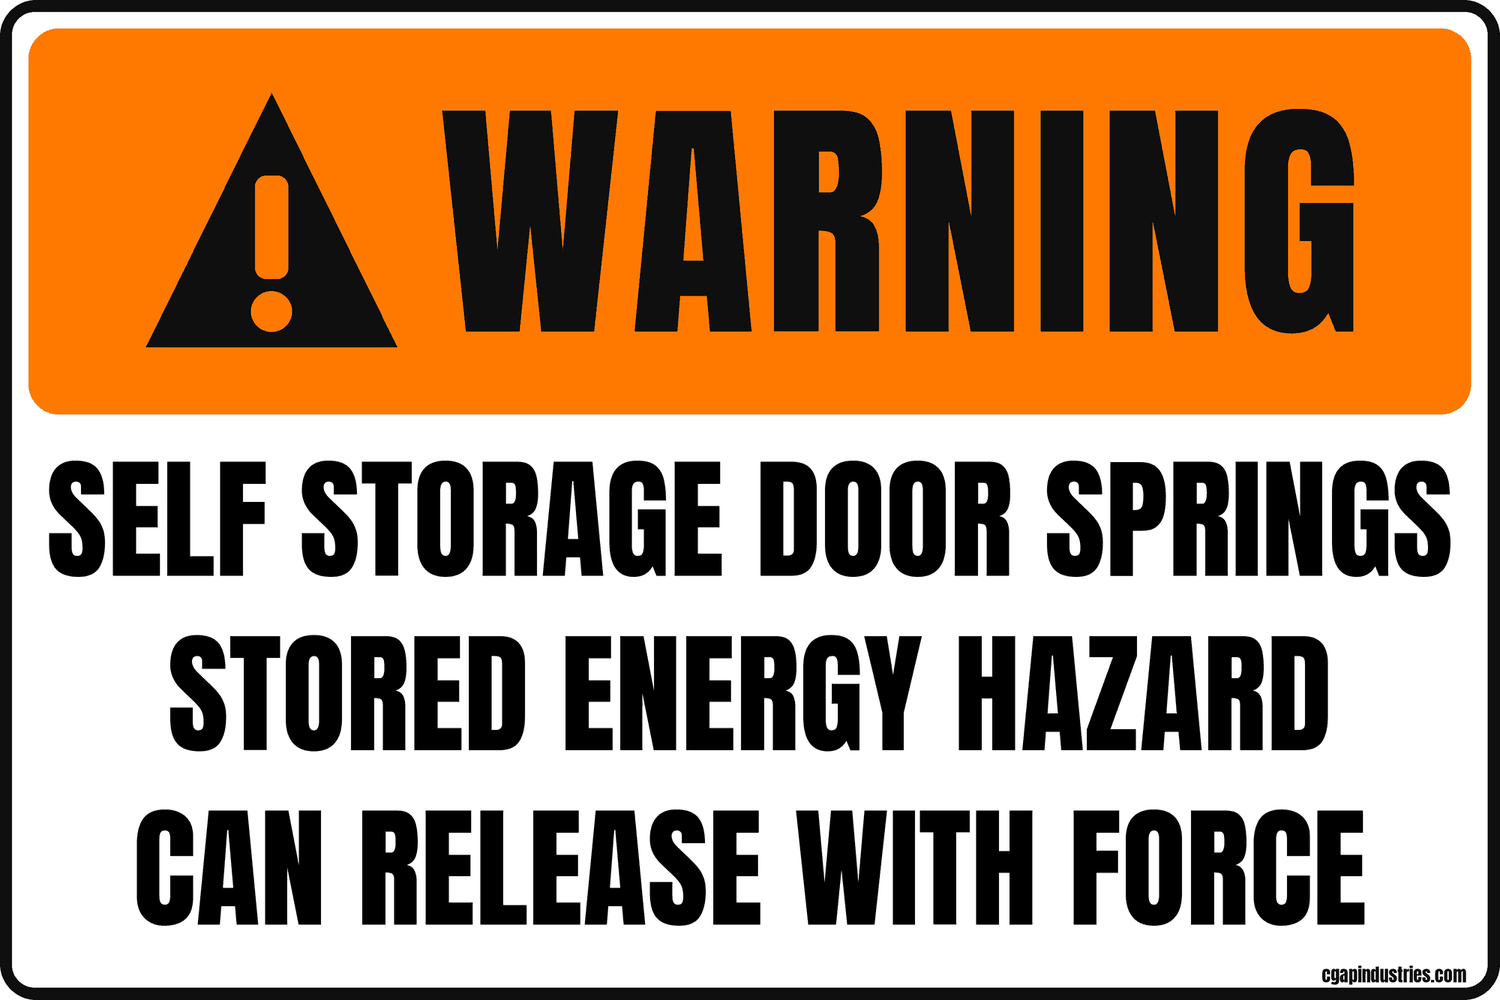 WARNING
SELF STORAGE DOOR SPRINGS
STORED ENERGY HAZARD
CAN RELEASE WITH FORCE
cgapindustries.com